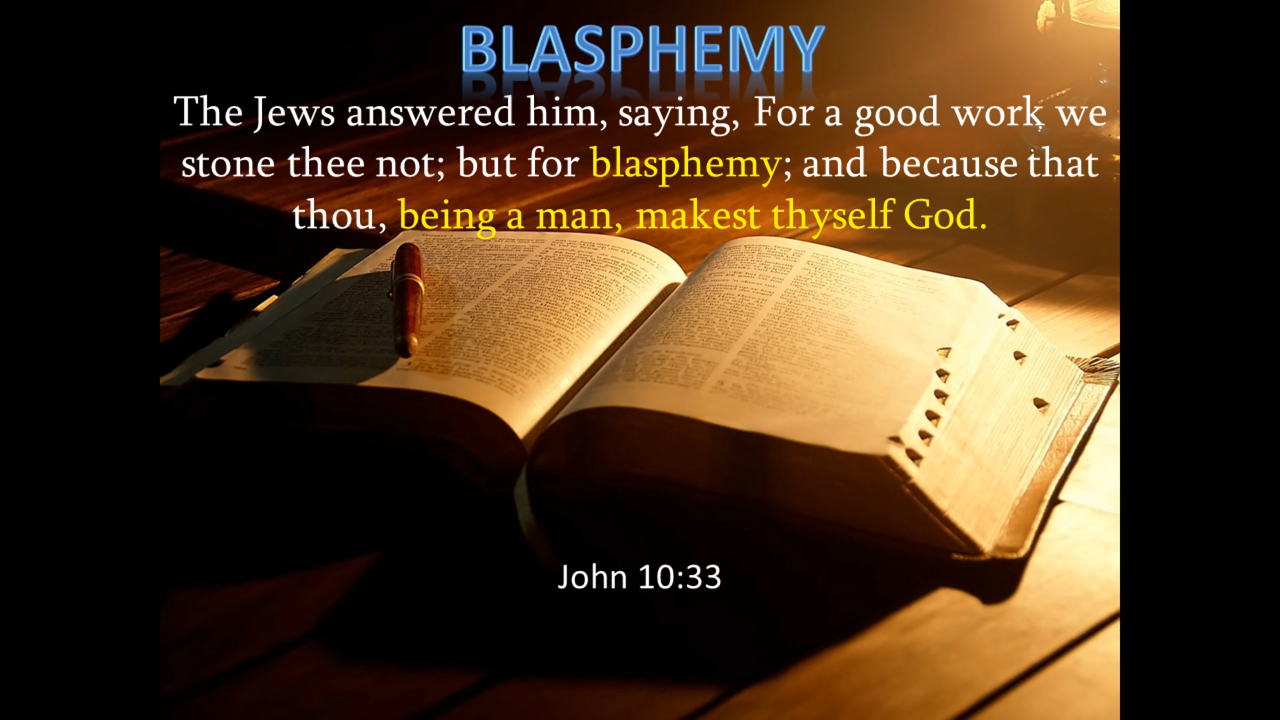 BLASPHEMY
The Jews answered him, saying, For a good work we
stone thee not; but for blasphemy; and because that
thou, being a man, makest thyself God.
John 10:33